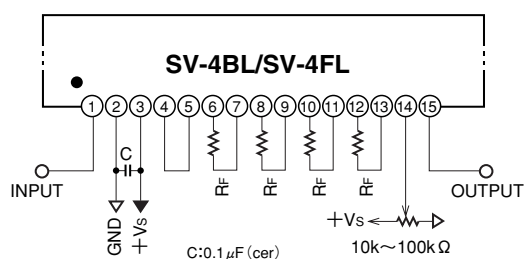 SV-4BL/SV-4FL
1 2 3 4 5 6 7 8 9 10 11 12 13 14 15
C
INPUT
GND
+Vs
RF
RF
RF
RF
OUTPUT
+Vs
10k~100kΩ
C:0.1μF(cer)